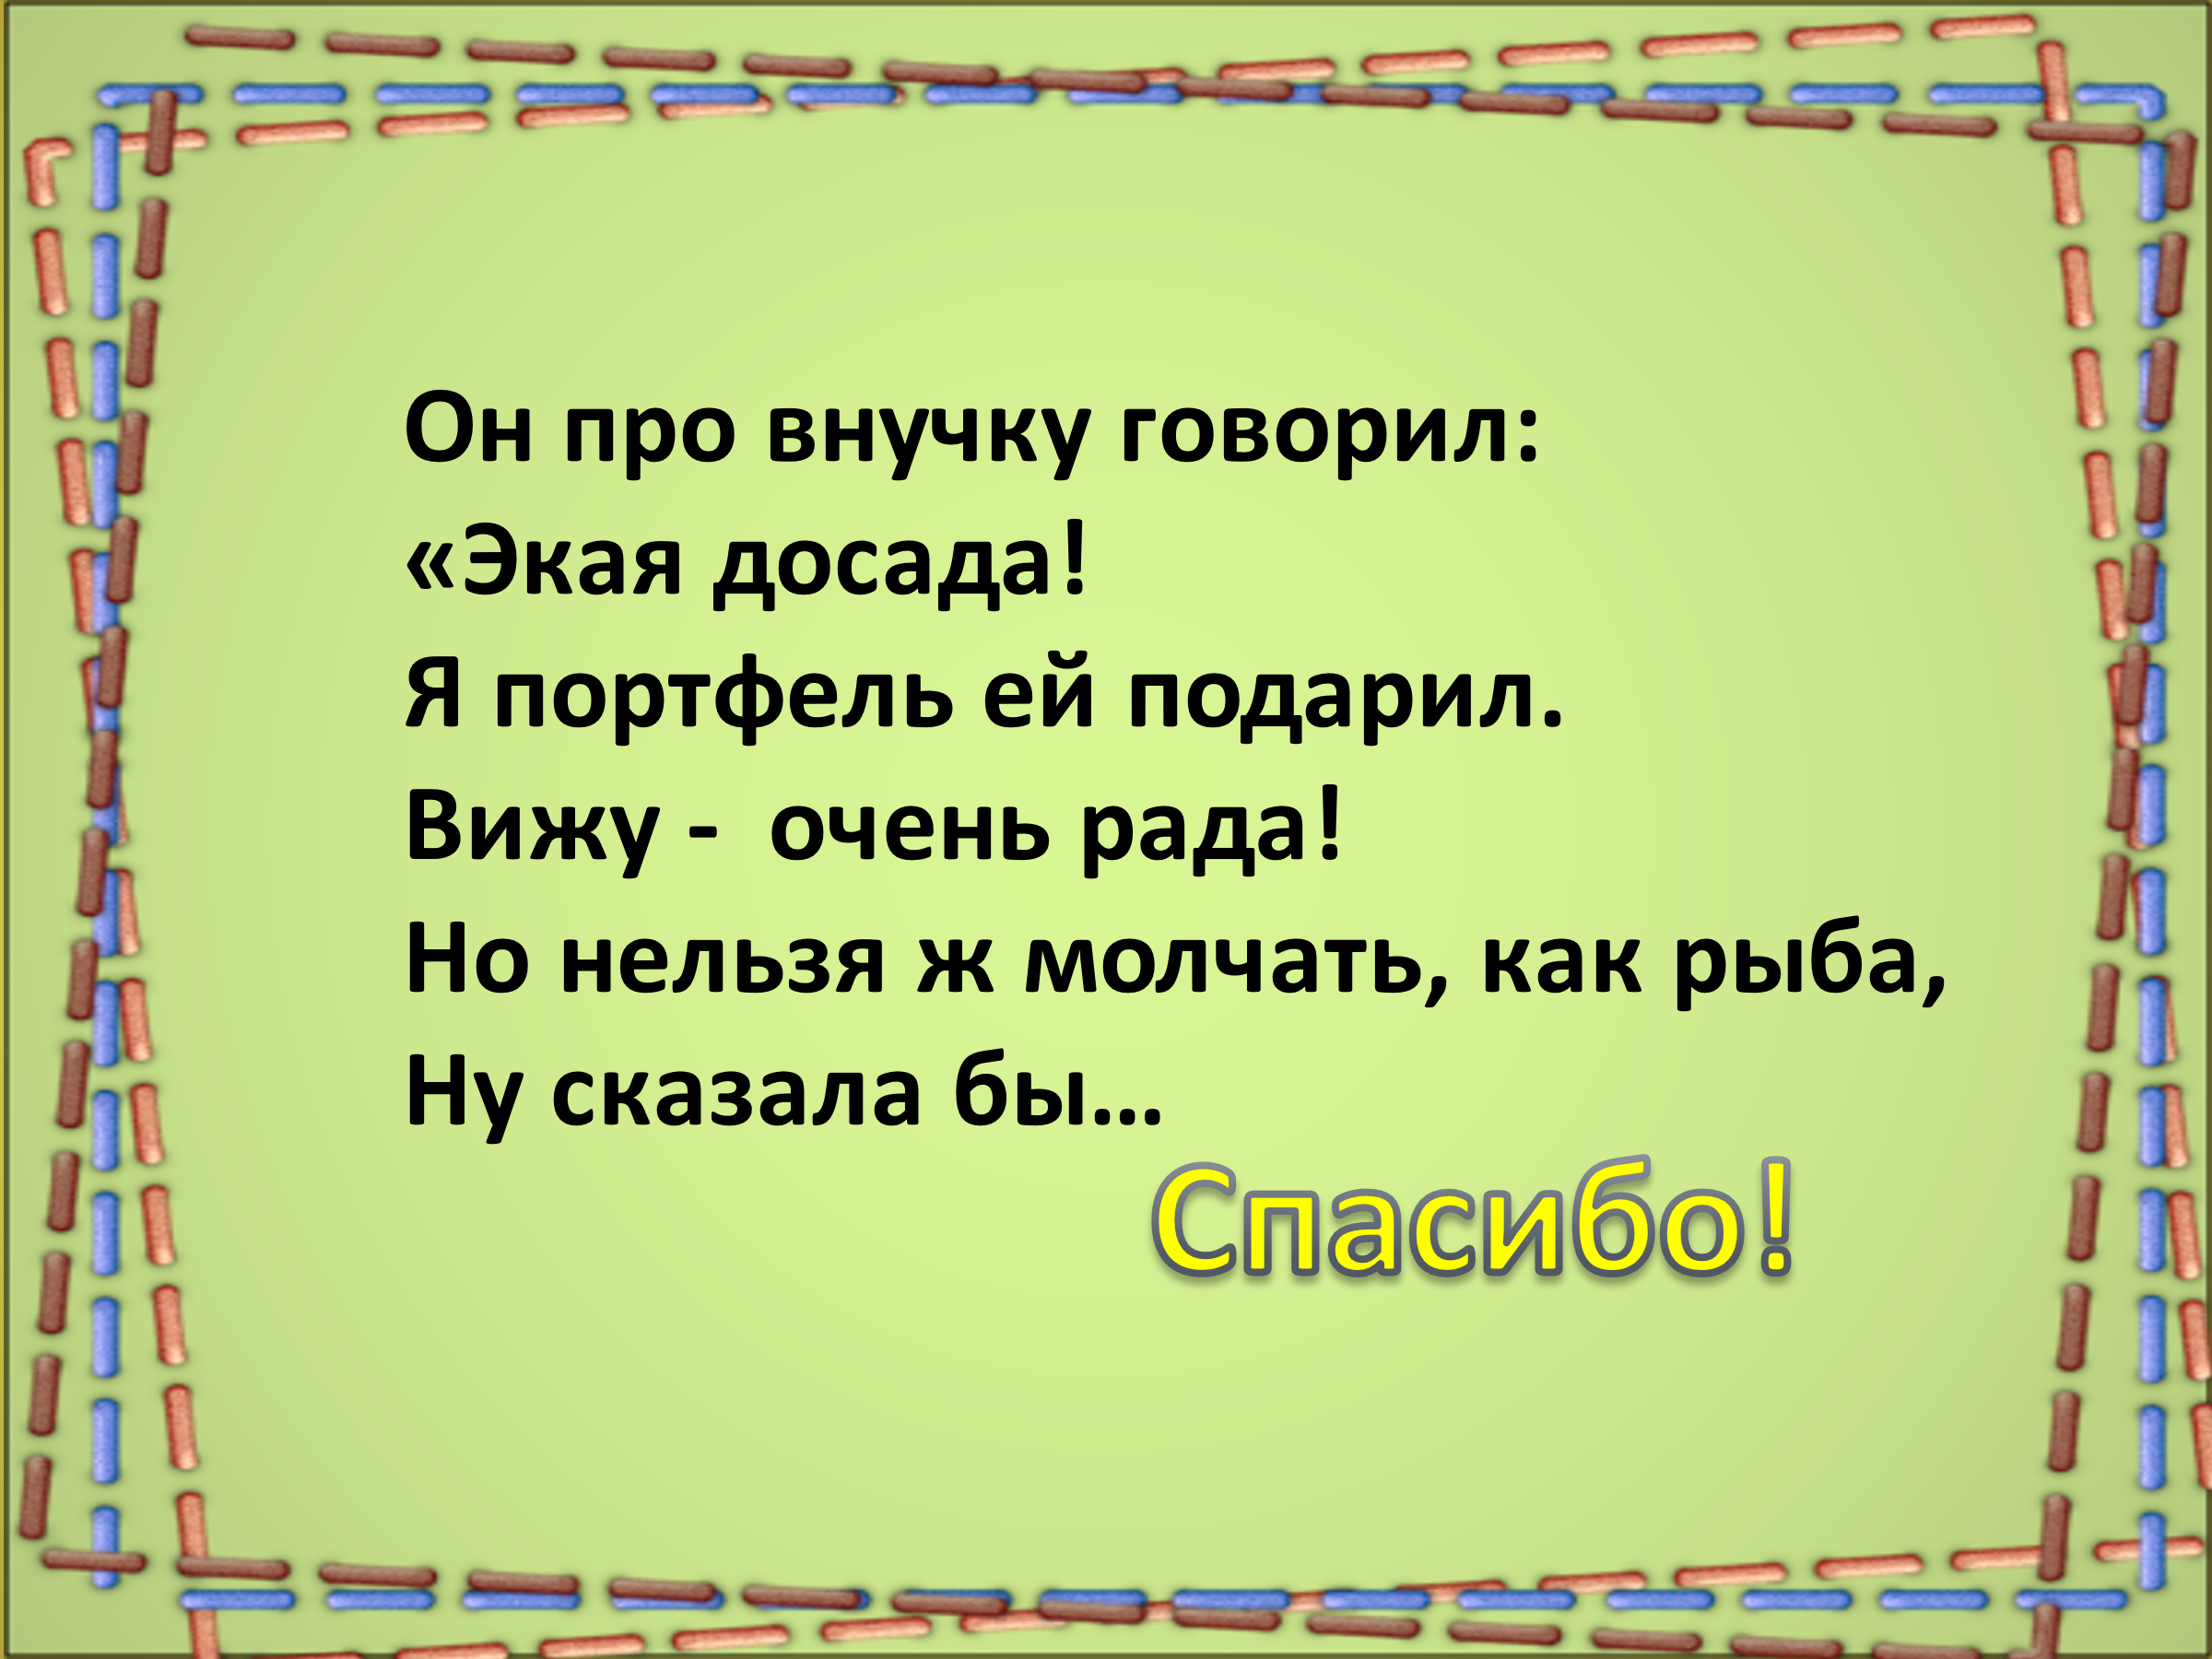 Он про внучку говорил:
«Экая досада!
Я портфель ей подарил.
Вижу -  очень рада!
Но нельзя ж молчать, как рыба,
Ну сказала бы...
Спасибо!